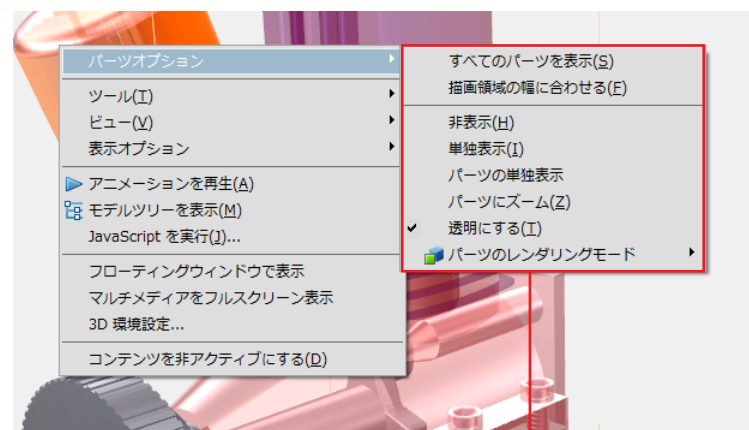 パーツオプション
ツール(T)
ビュー(V)
表示オプション
アニメーションを再生(A)
モデルツリーを表示(M)
JavaScript を実行(J)...
フローティングウィンドウで表示
マルチメディアをフルスクリーン表示
3D 環境設定...
コンテンツを非アクティブにする(D)
すべてのパーツを表示(S)
描画領域の幅に合わせる(F)
非表示(H)
単独表示(I)
パーツの単独表示
パーツにズーム(Z)
透明にする(T)
パーツのレンダリングモード